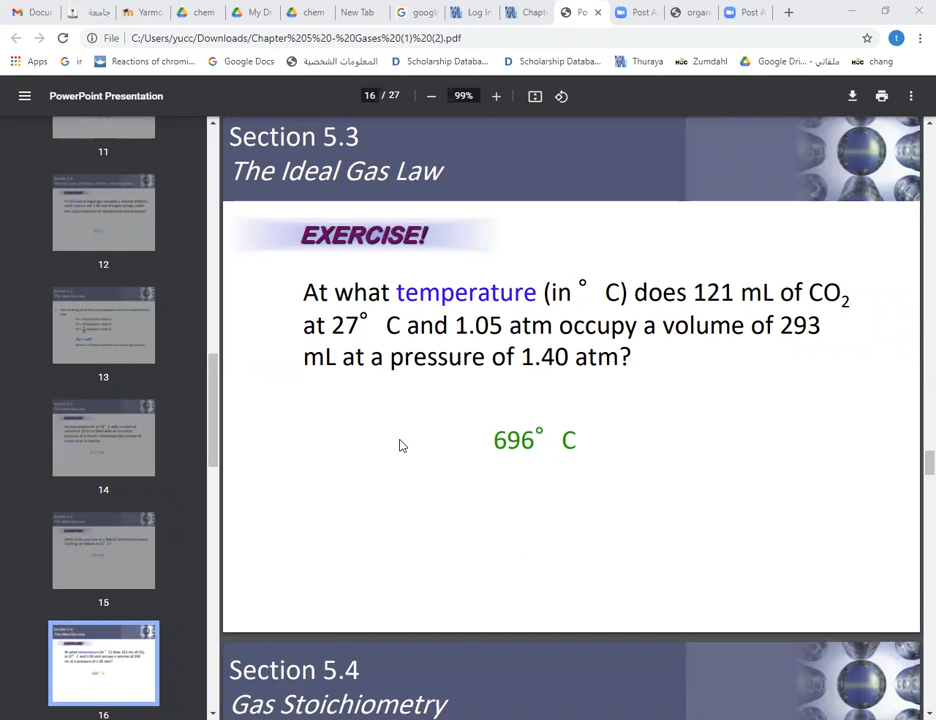 Docur
chem
My Dr
جامعة
Yarmo
chem
New Tab
googl
Log In
Chapt
Po
Post A
organ
Post A
File
C:/Users/yucc/Downloads/Chapter%205%20-%20Gases%20(1)%20(2).pdf
t
Apps
G ir
Reactions of chromi...
Google Docs
المعلومات الشخصية
Scholarship Databa...
Scholarship Databa...
Thuraya
Zumdahl
Google Dri... - ملفاتي
chang
PowerPoint Presentation
16 / 27
99%
11
12
13
14
15
16
Section 5.3
The Ideal Gas Law
EXERCISE!
At what temperature (in ° C) does 121 mL of CO₂
at 27° C and 1.05 atm occupy a volume of 293
mL at a pressure of 1.40 atm?
696° C
Section 5.4
Gas Stoichiometry